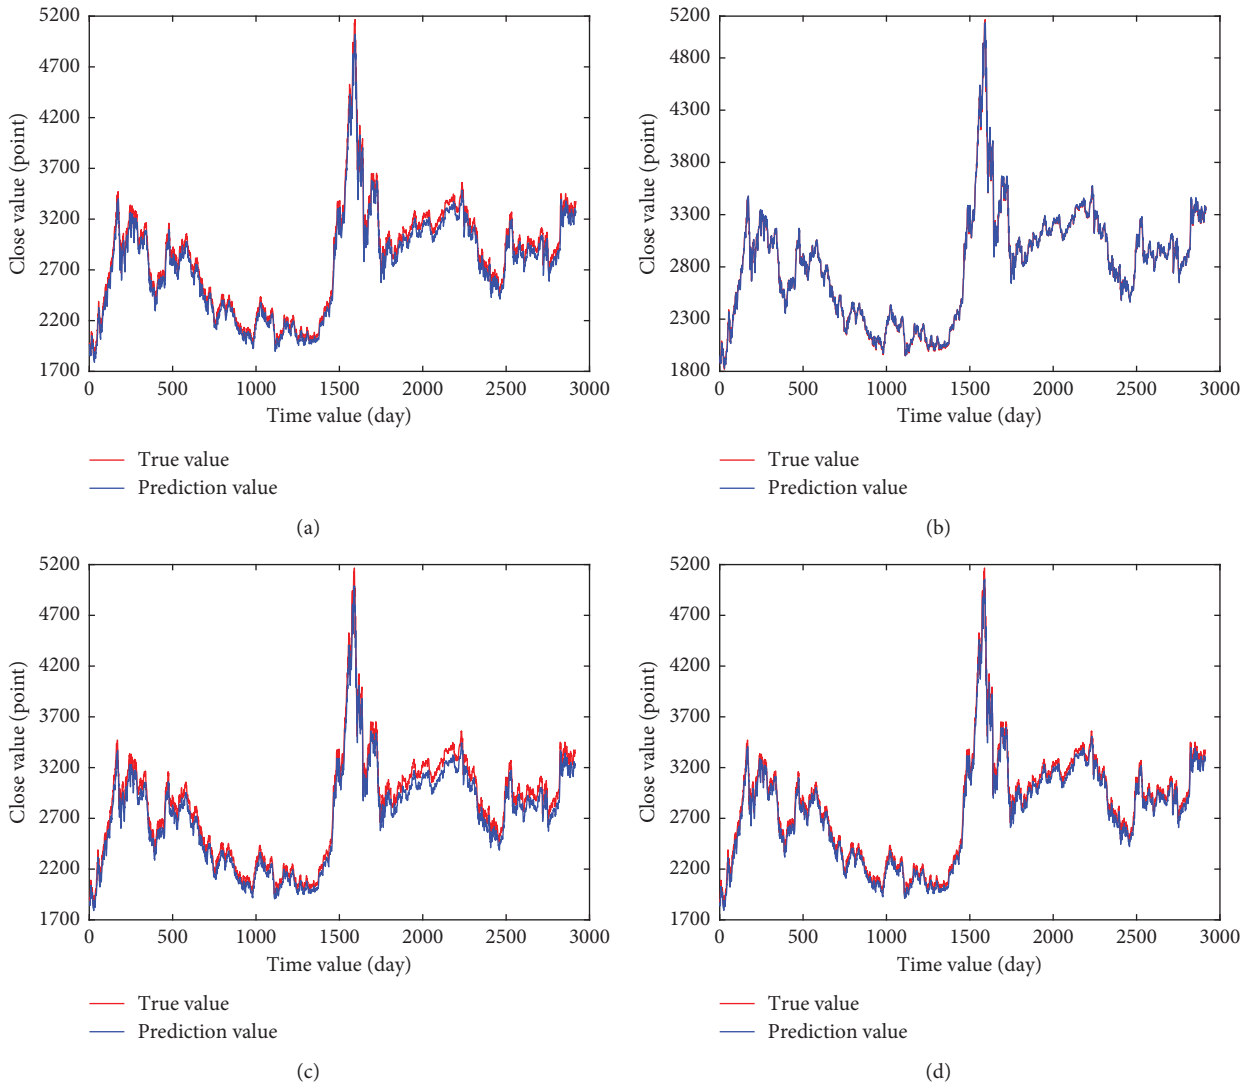 5200
4700
4200
3700
3200
2700
2200
1700
Close value (point)
0 500 1000 1500 2000 2500 3000
Time value (day)
True value
Prediction value
(a)
5200
4800
4300
3800
3300
2800
2300
1800
Close value (point)
0 500 1000 1500 2000 2500 3000
Time value (day)
True value
Prediction value
(b)
5200
4700
4200
3700
3200
2700
2200
1700
Close value (point)
0 500 1000 1500 2000 2500 3000
Time value (day)
True value
Prediction value
(c)
5200
4700
4200
3700
3200
2700
2200
1700
Close value (point)
0 500 1000 1500 2000 2500 3000
Time value (day)
True value
Prediction value
(d)